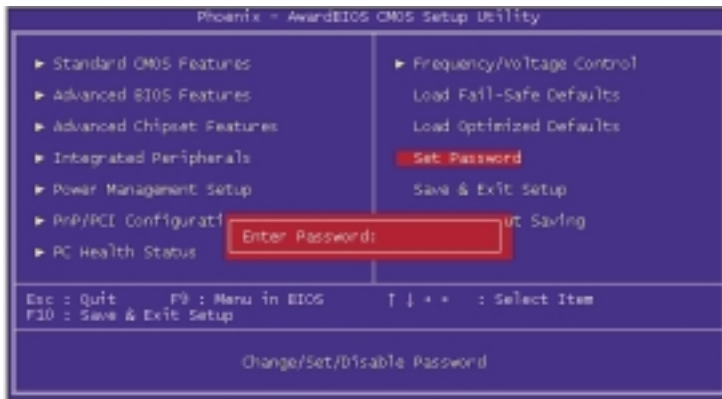 Phoenix - AwardBIOS CMOS Setup Utility
► Standard CMOS Features
► Advanced BIOS Features
► Advanced Chipset Features
► Integrated Peripherals
► Power Management Setup
► PnP/PCI Configurati
► PC Health Status
► Frequency/Voltage Control
Load Fail-Safe Defaults
Load Optimized Defaults
Set Password
Save & Exit Setup
ut Saving
Enter Password:
Esc : Quit F9 : Menu in BIOS ↑ ↓ → ← : Select Item
F10 : Save & Exit Setup
Change/Set/Disable Password